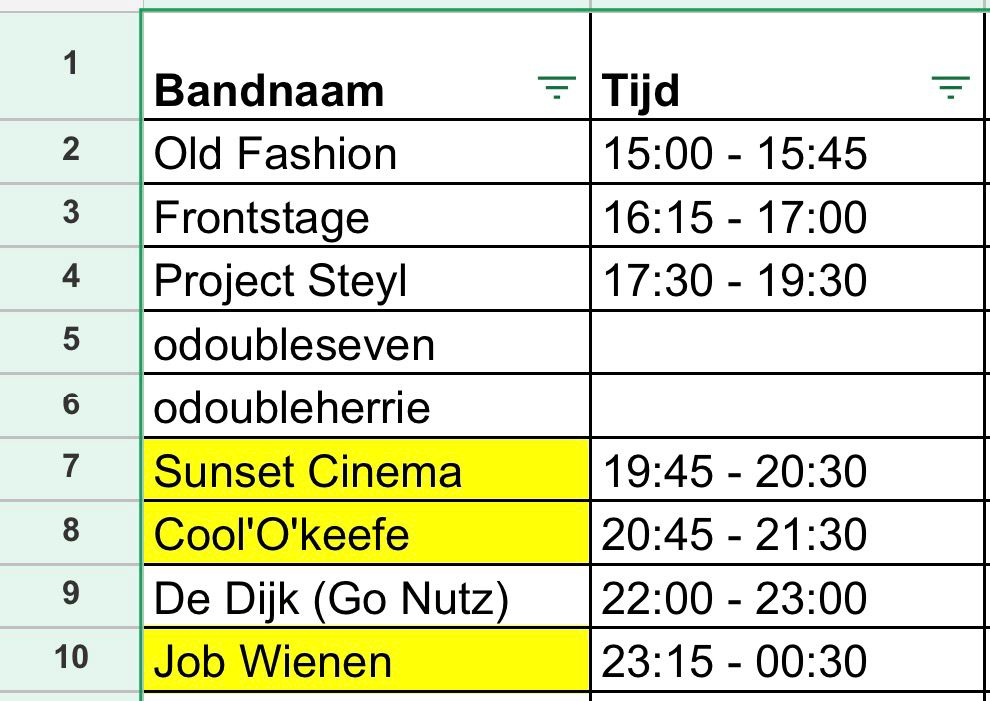 1 Bandnaam Tijd
2 Old Fashion 15:00 - 15:45
3 Frontstage 16:15 - 17:00
4 Project Steyl 17:30 - 19:30
5 odoubleseven
6 odoubleherrie
7 Sunset Cinema 19:45 - 20:30
8 Cool'O'keefe 20:45 - 21:30
9 De Dijk (Go Nutz) 22:00 - 23:00
10 Job Wienen 23:15 - 00:30